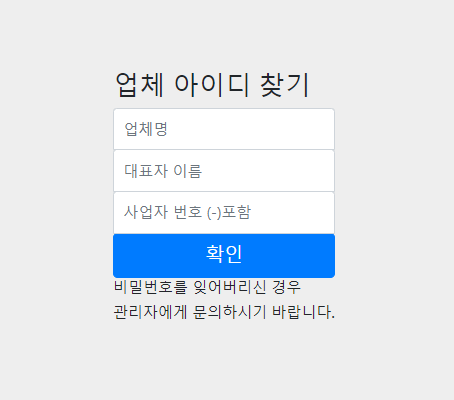 업체 아이디 찾기
업체명
대표자 이름
사업자 번호 (-)포함
확인
비밀번호를 잊어버리신 경우
관리자에게 문의하시기 바랍니다.